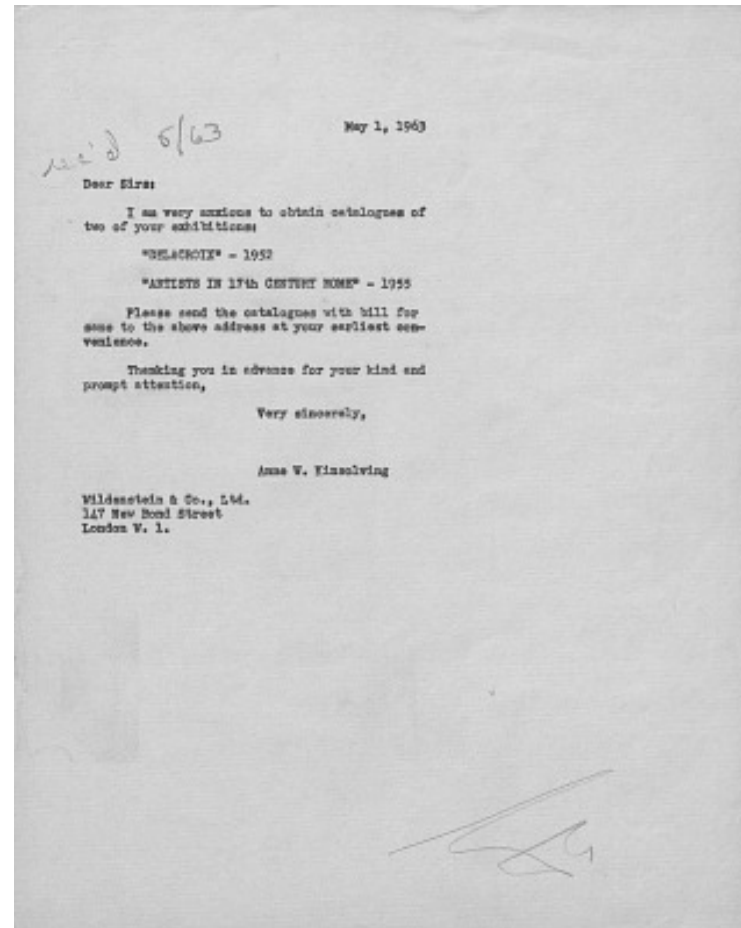 May 1, 1963
rec'd 5/63
Dear Sirs:
I am very anxious to obtain catalogues of
two of your exhibitions:
"DELACROIX" - 1952
"ARTISTS IN 17th CENTURY ROME" - 1955
Please send the catalogues with bill for
same to the above address at your earliest con-
venience.
Thanking you in advance for your kind and
prompt attention,
Very sincerely,
Anne W. Kinsolving
Wildenstein & Co., Ltd.
147 New Bond Street
London W. 1.